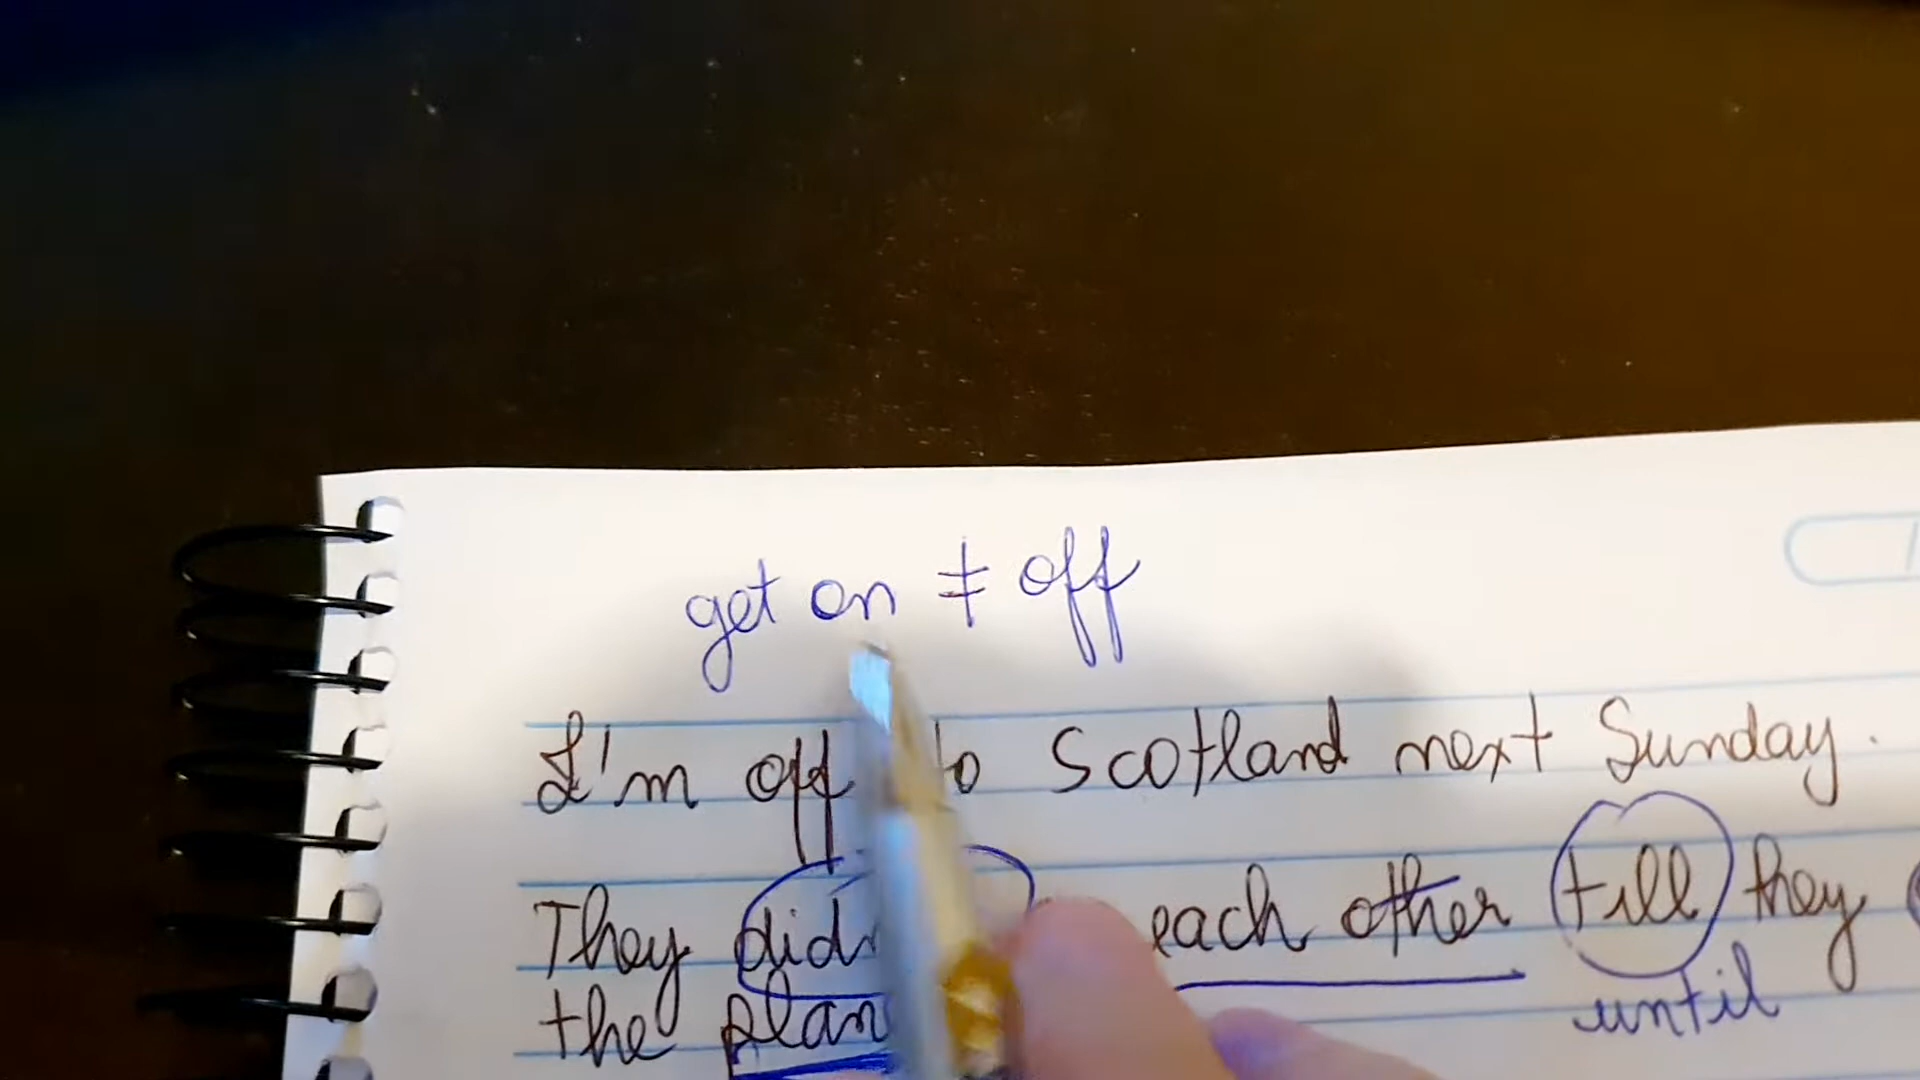 get on ≠ off
I'm off to Scotland next Sunday.
They each other till they
until
the